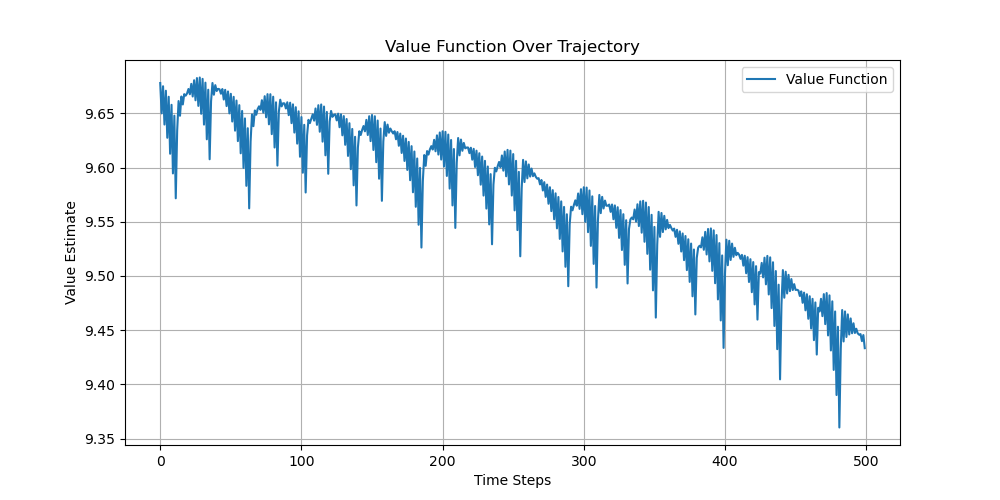 Value Function Over Trajectory
Value Function
Value Estimate
9.65
9.60
9.55
9.50
9.45
9.40
9.35
0 100 200 300 400 500
Time Steps